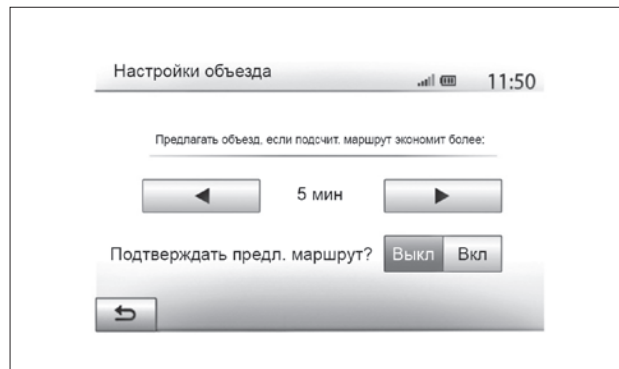 Настройки объезда
11:50
Предлагать объезд, если подсчит. маршрут экономит более:
5 мин
Подтверждать предл. маршрут?
Выкл Вкл